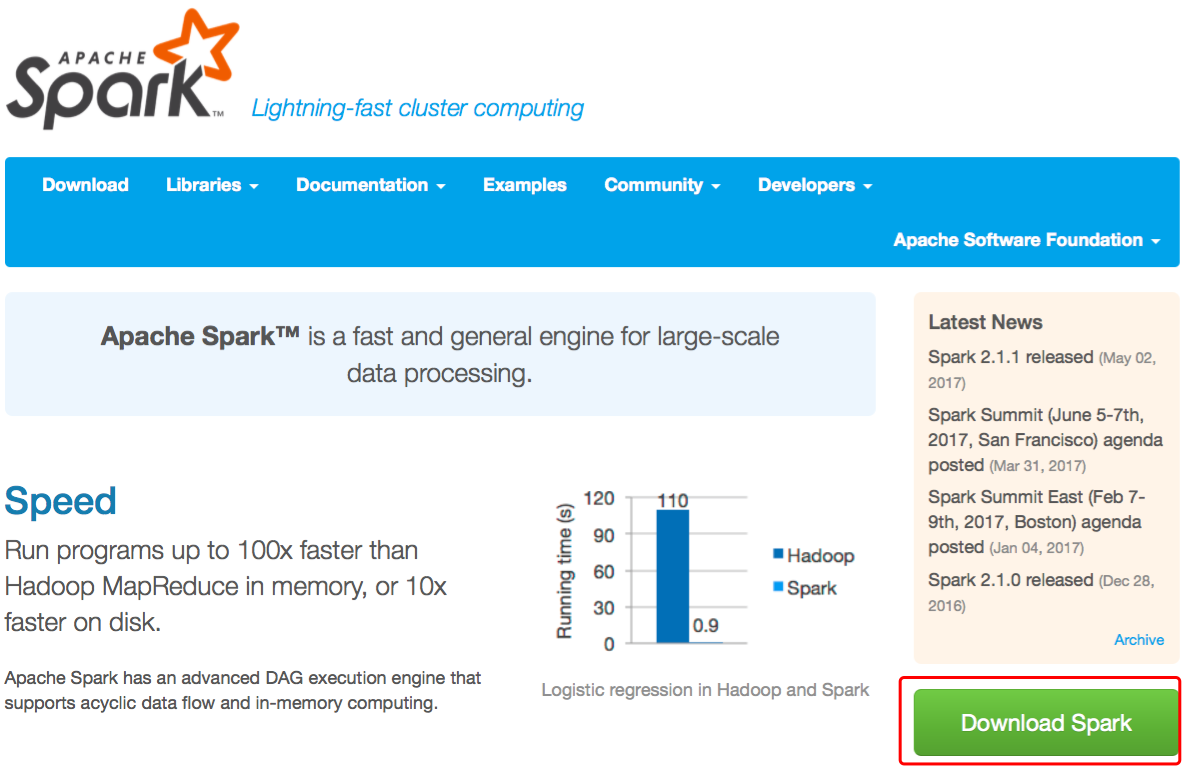 APACHE
Spark™
Lightning-fast cluster computing
Download Libraries Documentation Examples Community Developers
Apache Software Foundation
Apache Spark™ is a fast and general engine for large-scale
data processing.
Latest News
Spark 2.1.1 released (May 02,
2017)
Spark Summit (June 5-7th,
2017, San Francisco) agenda
posted (Mar 31, 2017)
Spark Summit East (Feb 7-
9th, 2017, Boston) agenda
posted (Jan 04, 2017)
Spark 2.1.0 released (Dec 28,
2016)
Archive
Download Spark
Speed
Run programs up to 100x faster than
Hadoop MapReduce in memory, or 10x
faster on disk.
Apache Spark has an advanced DAG execution engine that
supports acyclic data flow and in-memory computing.
Running time (s)
120
90
60
30
0
110
0.9
Hadoop
Spark
Logistic regression in Hadoop and Spark